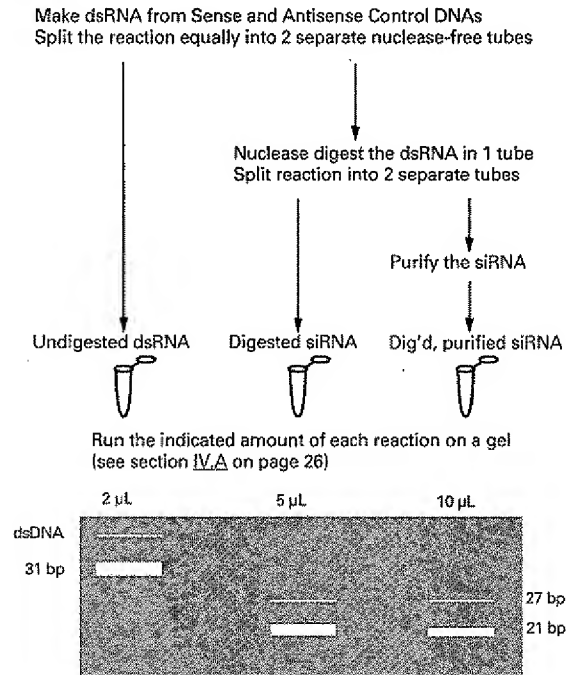 Make dsRNA from Sense and Antisense Control DNAs
Split the reaction equally into 2 separate nuclease-free tubes
Nuclease digest the dsRNA in 1 tube
Split reaction into 2 separate tubes
Purify the siRNA
Undigested dsRNA
Digested siRNA
Dig'd, purified siRNA
Run the indicated amount of each reaction on a gel
(see section IV.A on page 26)
2 µL
5 µL
10 µL
dsDNA
31 bp
27 bp
21 bp